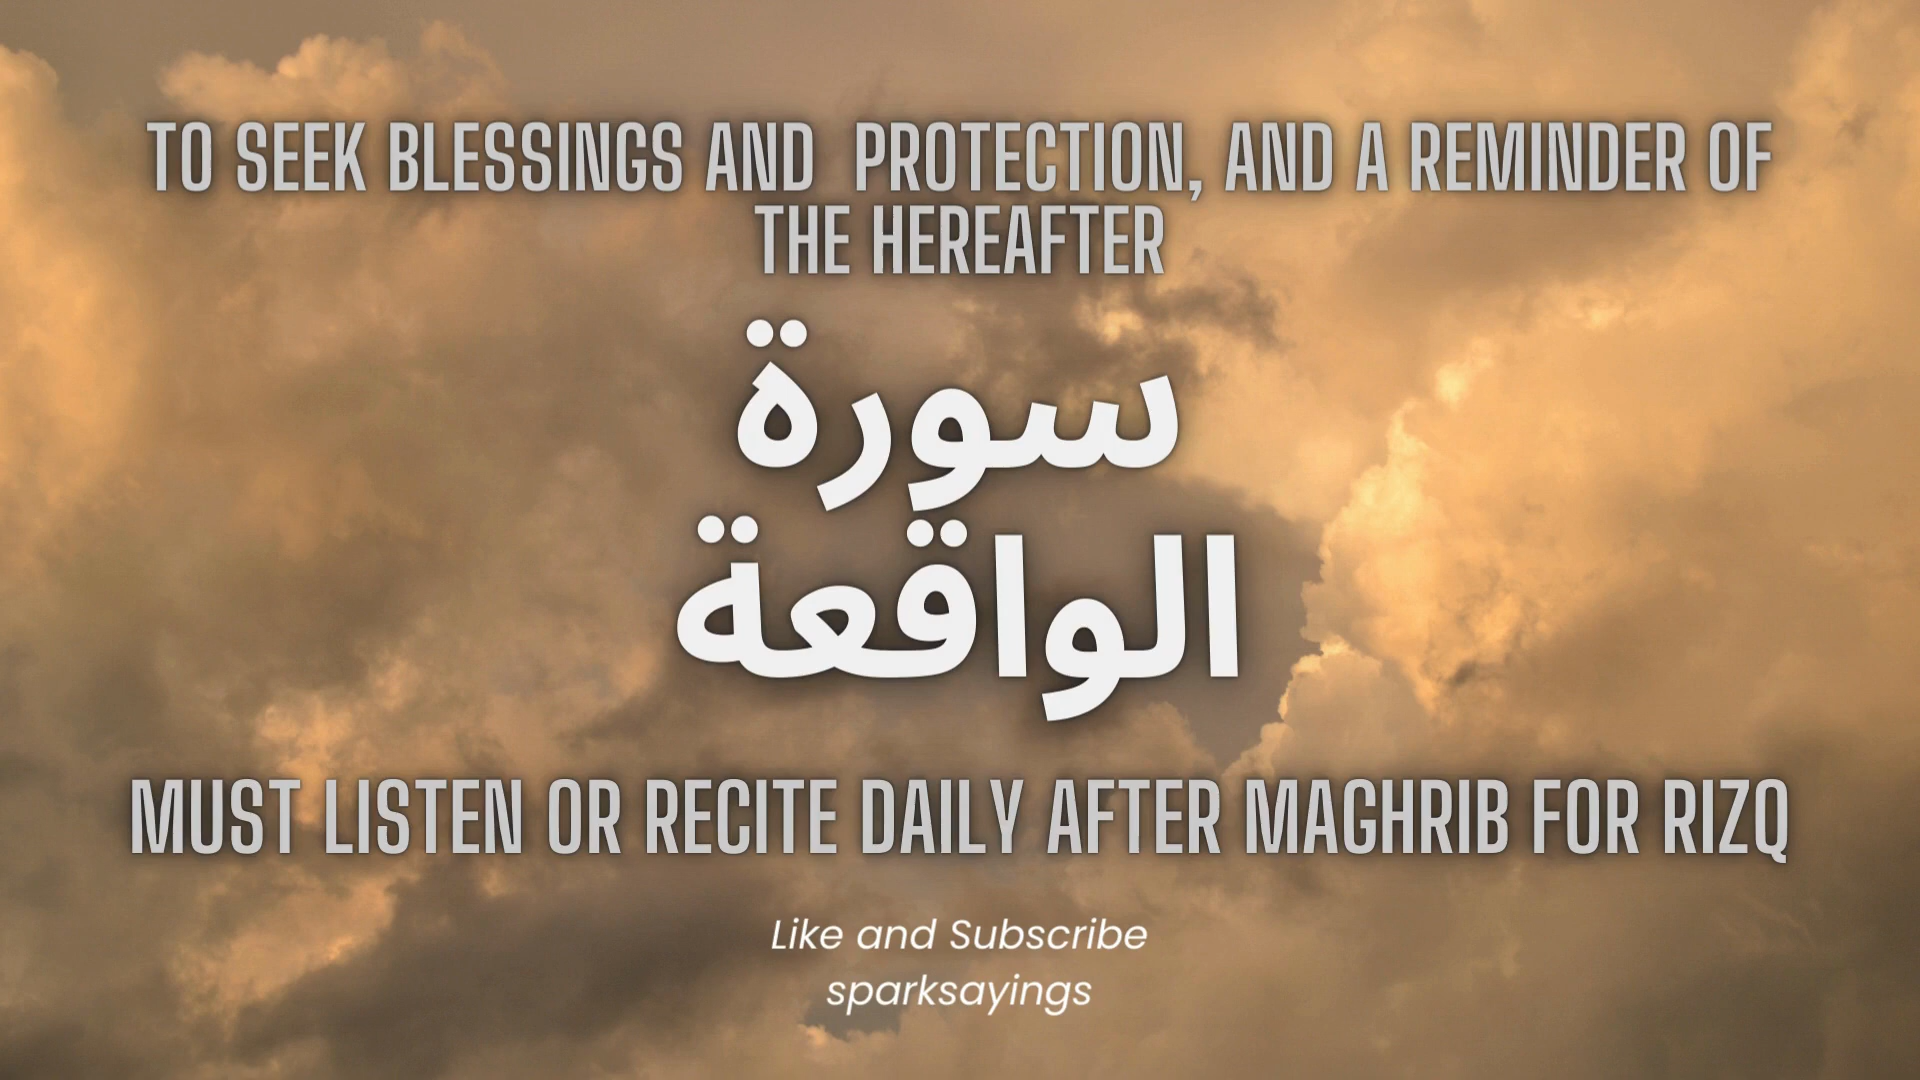 TO SEEK BLESSINGS AND  PROTECTION, AND A REMINDER OF
THE HEREAFTER
سورة
الواقعة
MUST LISTEN OR RECITE DAILY AFTER MAGHRIB FOR RIZQ
Like and Subscribe
sparksayings